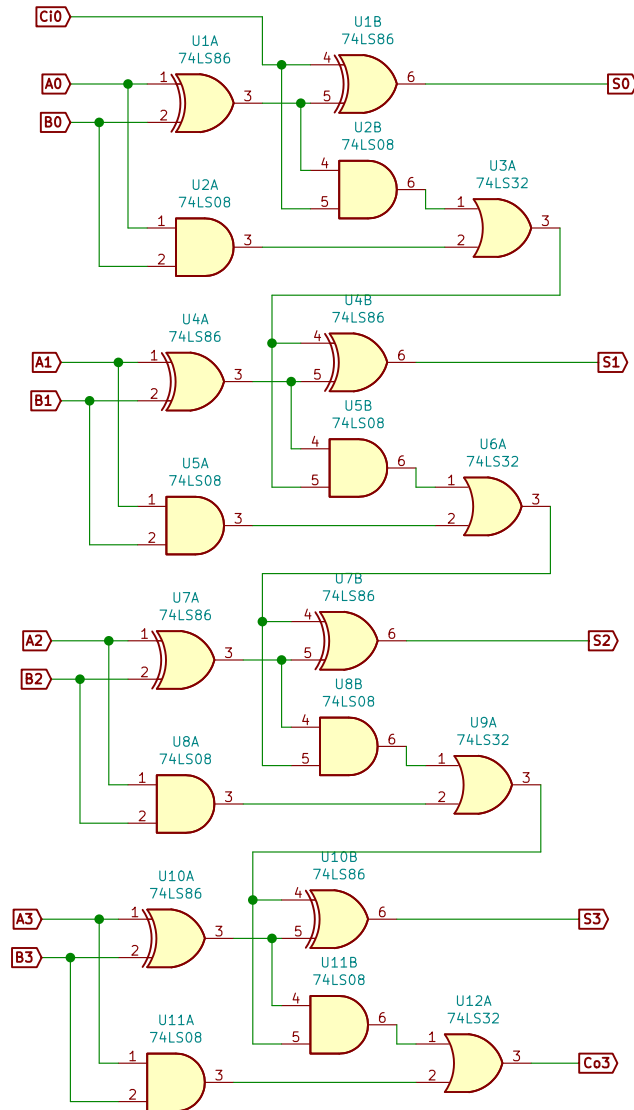 Ci0
U1B
74LS86
U1A
74LS86
4
6
S0
A0
1
3
5
B0
2
U2B
74LS08
4
6
5
U3A
74LS32
1
3
2
U2A
74LS08
1
3
2
U4B
74LS86
U4A
74LS86
4
6
S1
A1
1
3
5
B1
2
U5B
74LS08
4
6
5
U6A
74LS32
1
3
2
U5A
74LS08
1
3
2
U7B
74LS86
U7A
74LS86
4
6
S2
A2
1
3
5
B2
2
U8B
74LS08
4
6
5
U9A
74LS32
1
3
2
U8A
74LS08
1
3
2
U10B
74LS86
U10A
74LS86
4
6
S3
A3
1
3
5
B3
2
U11B
74LS08
4
6
5
U12A
74LS32
1
3
Co3
2
U11A
74LS08
1
3
2